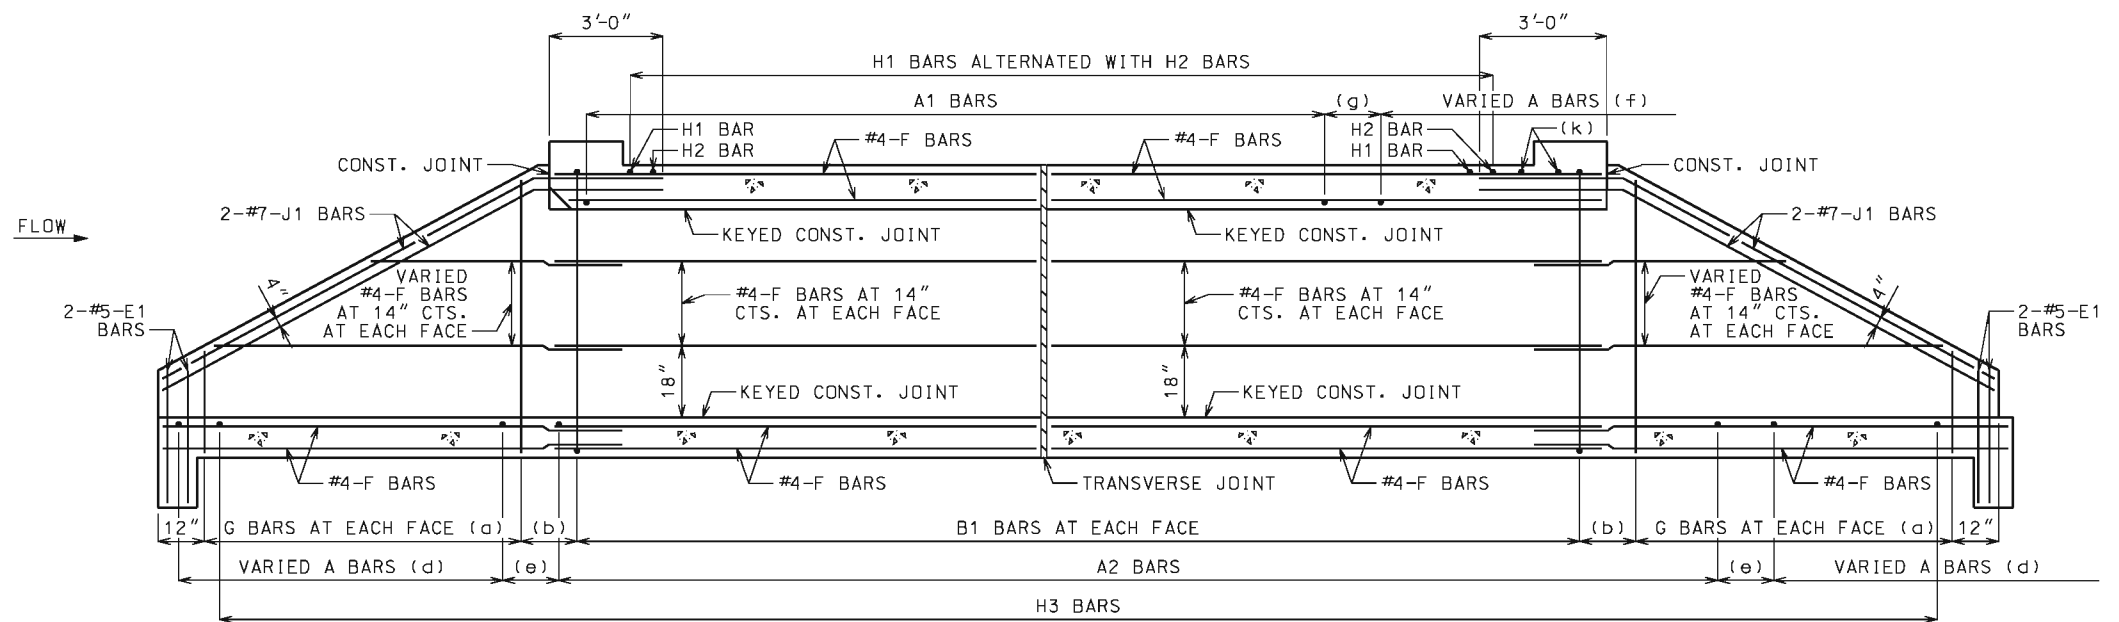 3'-0"
3'-0"
H1 BARS ALTERNATED WITH H2 BARS
A1 BARS
(g)
VARIED A BARS (f)
H1 BAR
H2 BAR
#4-F BARS
#4-F BARS
H2 BAR
H1 BAR
(k)
CONST. JOINT
CONST. JOINT
FLOW
2-#7-J1 BARS
2-#7-J1 BARS
KEYED CONST. JOINT
KEYED CONST. JOINT
4"
VARIED
#4-F BARS
AT 14" CTS.
AT EACH FACE
#4-F BARS AT 14"
CTS. AT EACH FACE
#4-F BARS AT 14"
CTS. AT EACH FACE
VARIED
#4-F BARS
AT 14" CTS.
AT EACH FACE
4"
2-#5-E1
BARS
2-#5-E1
BARS
18"
18"
KEYED CONST. JOINT
KEYED CONST. JOINT
#4-F BARS
#4-F BARS
TRANSVERSE JOINT
#4-F BARS
#4-F BARS
12"
G BARS AT EACH FACE (a)
(b)
B1 BARS AT EACH FACE
(b)
G BARS AT EACH FACE (a)
12"
VARIED A BARS (d)
(e)
A2 BARS
(e)
VARIED A BARS (d)
H3 BARS